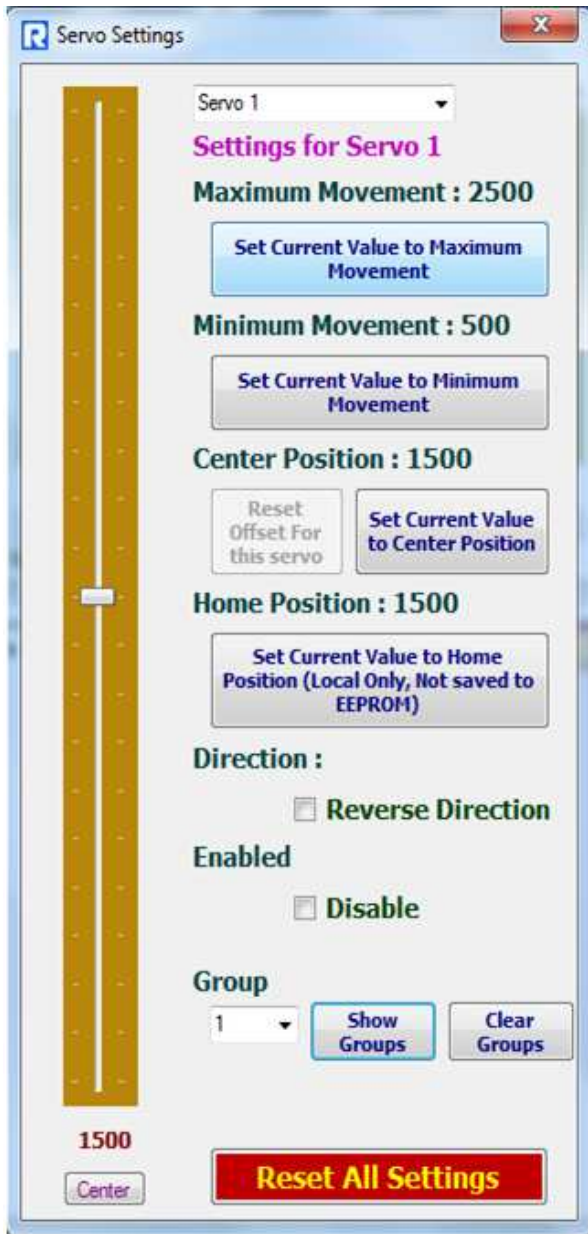 R Servo Settings
Servo 1
Settings for Servo 1
Maximum Movement : 2500
Set Current Value to Maximum
Movement
Minimum Movement : 500
Set Current Value to Minimum
Movement
Center Position : 1500
Reset
Offset For
this servo
Set Current Value
to Center Position
Home Position : 1500
Set Current Value to Home
Position (Local Only, Not saved to
EEPROM)
Direction :
Reverse Direction
Enabled
Disable
Group
1
Show
Groups
Clear
Groups
1500
Center
Reset All Settings